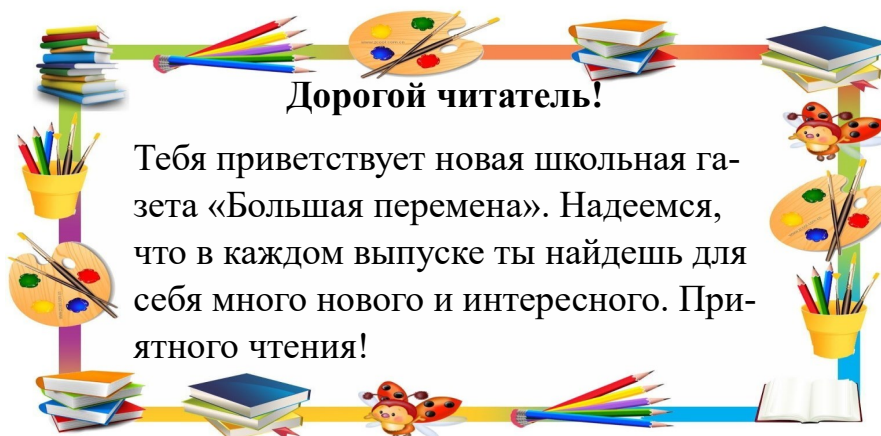 Дорогой читатель!
Тебя приветствует новая школьная га-
зета «Большая перемена». Надеемся,
что в каждом выпуске ты найдешь для
себя много нового и интересного. При-
ятного чтения!